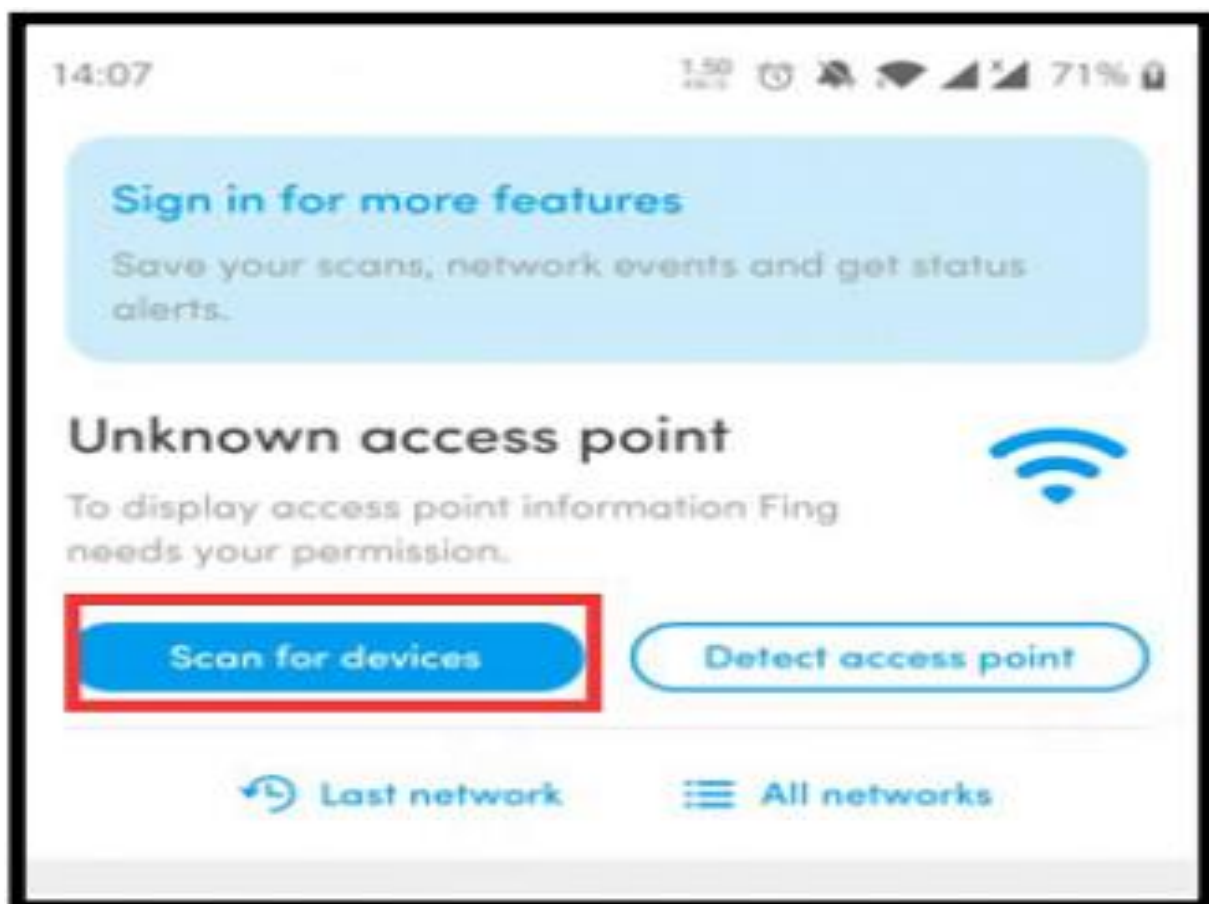 14:07 1.50 71%
Sign in for more features
Save your scans, network events and get status
alerts.
Unknown access point
To display access point information Fing
needs your permission.
Scan for devices Detect access point
Last network All networks